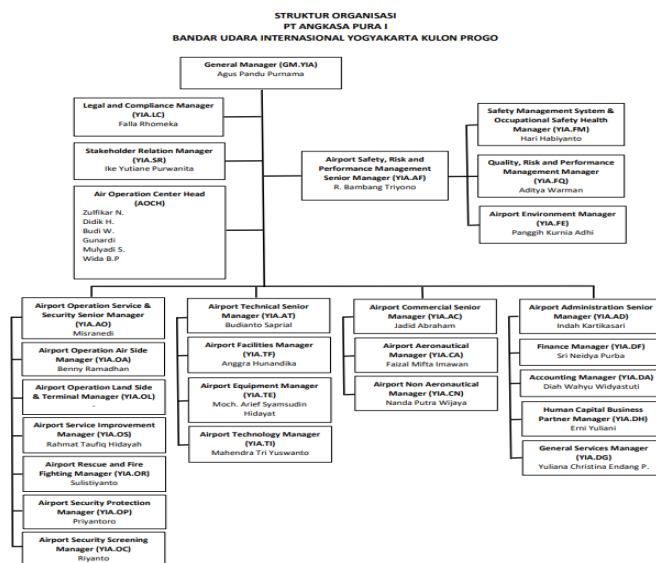 STRUKTUR ORGANISASI
PT ANGKASA PURA I
BANDAR UDARA INTERNASIONAL YOGYAKARTA KULON PROGO
General Manager (GM.YIA)
Agus Pandu Purnama
Legal and Compliance Manager
(YIA.LC)
Falla Rhomeka
Stakeholder Relation Manager
(YIA.SR)
Ike Yutiane Purwanita
Air Operation Center Head
(AOCH)
Zulfikar N.
Didik H.
Budi W.
Gunardi
Mulyadi S.
Wida B.P
Airport Safety, Risk and
Performance Management
Senior Manager (YIA.AF)
R. Bambang Triyono
Safety Management System &
Occupational Safety Health
Manager (YIA.FM)
Hari Habiyanto
Quality, Risk and Performance
Management Manager
(YIA.FQ)
Aditya Warman
Airport Environment Manager
(YIA.FE)
Panggih Kurnia Adhi
Airport Operation Service &
Security Senior Manager
(YIA.AO)
Misranedi
Airport Operation Air Side
Manager (YIA.OA)
Benny Ramadhan
Airport Operation Land Side
& Terminal Manager (YIA.OL)
-
Airport Service Improvement
Manager (YIA.OS)
Rahmat Taufiq Hidayah
Airport Rescue and Fire
Fighting Manager (YIA.OR)
Sulistiyanto
Airport Security Protection
Manager (YIA.OP)
Priyantoro
Airport Security Screening
Manager (YIA.OC)
Riyanto
Airport Technical Senior
Manager (YIA.AT)
Budianto Saprial
Airport Facilities Manager
(YIA.TF)
Anggra Hunandika
Airport Equipment Manager
(YIA.TE)
Moch. Arief Syamsudin
Hidayat
Airport Technology Manager
(YIA.TI)
Mahendra Tri Yuswanto
Airport Commercial Senior
Manager (YIA.AC)
Jadid Abraham
Airport Aeronautical
Manager (YIA.CA)
Faizal Mifta Imawan
Airport Non Aeronautical
Manager (YIA.CN)
Nanda Putra Wijaya
Airport Administration Senior
Manager (YIA.AD)
Indah Kartikasari
Finance Manager (YIA.DF)
Sri Neidya Purba
Accounting Manager (YIA.DA)
Diah Wahyu Widyastuti
Human Capital Business
Partner Manager (YIA.DH)
Erni Yuliani
General Services Manager
(YIA.DG)
Yuliana Christina Endang P.